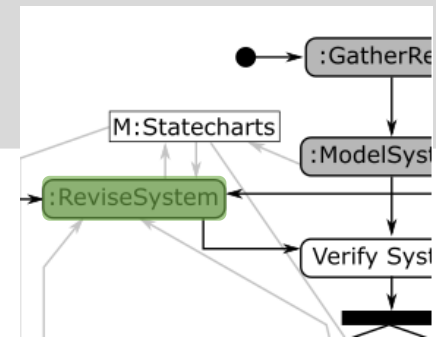 :GatherRe
M:Statecharts
:ModelSyst
:ReviseSystem
Verify Syst